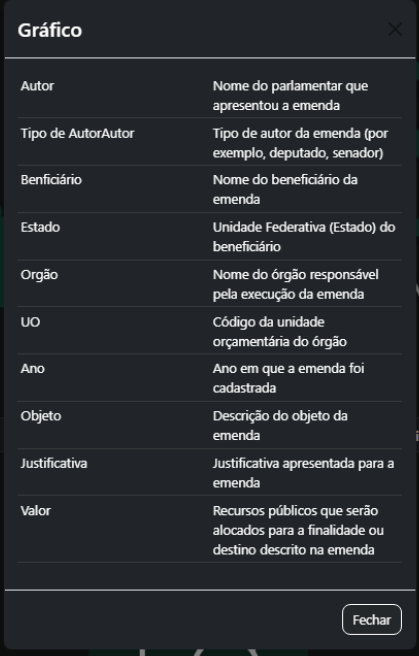 Gráfico
Autor
Nome do parlamentar que
apresentou a emenda
Tipo de AutorAutor
Tipo de autor da emenda (por
exemplo, deputado, senador)
Benficiário
Nome do beneficiário da
emenda
Estado
Unidade Federativa (Estado) do
beneficiário
Orgão
Nome do órgão responsável
pela execução da emenda
UO
Código da unidade
orçamentária do órgão
Ano
Ano em que a emenda foi
cadastrada
Objeto
Descrição do objeto da
emenda
Justificativa
Justificativa apresentada para a
emenda
Valor
Recursos públicos que serão
alocados para a finalidade ou
destino descrito na emenda
Fechar